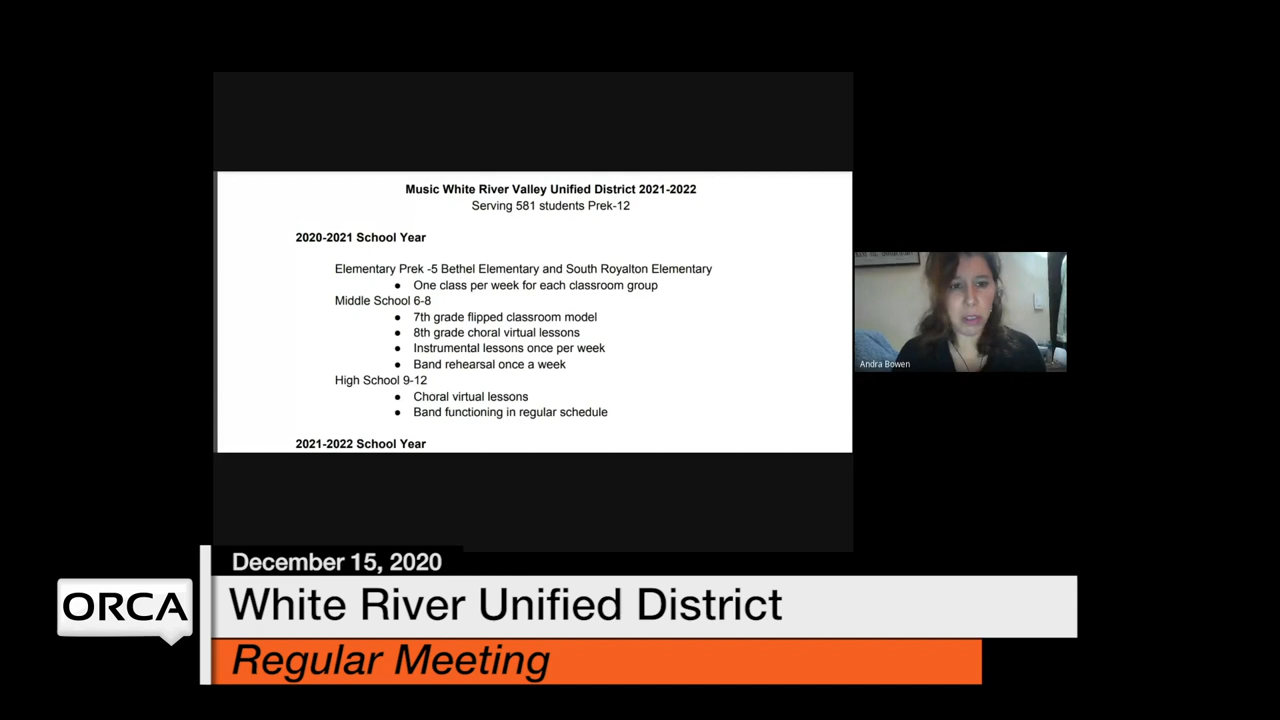 Music White River Valley Unified District 2021-2022
Serving 581 students Prek-12
2020-2021 School Year
Elementary Prek -5 Bethel Elementary and South Royalton Elementary
● One class per week for each classroom group
Middle School 6-8
● 7th grade flipped classroom model
● 8th grade choral virtual lessons
● Instrumental lessons once per week
● Band rehearsal once a week
High School 9-12
● Choral virtual lessons
● Band functioning in regular schedule
2021-2022 School Year
Andra Bowen
December 15, 2020
ORCA
White River Unified District
Regular Meeting